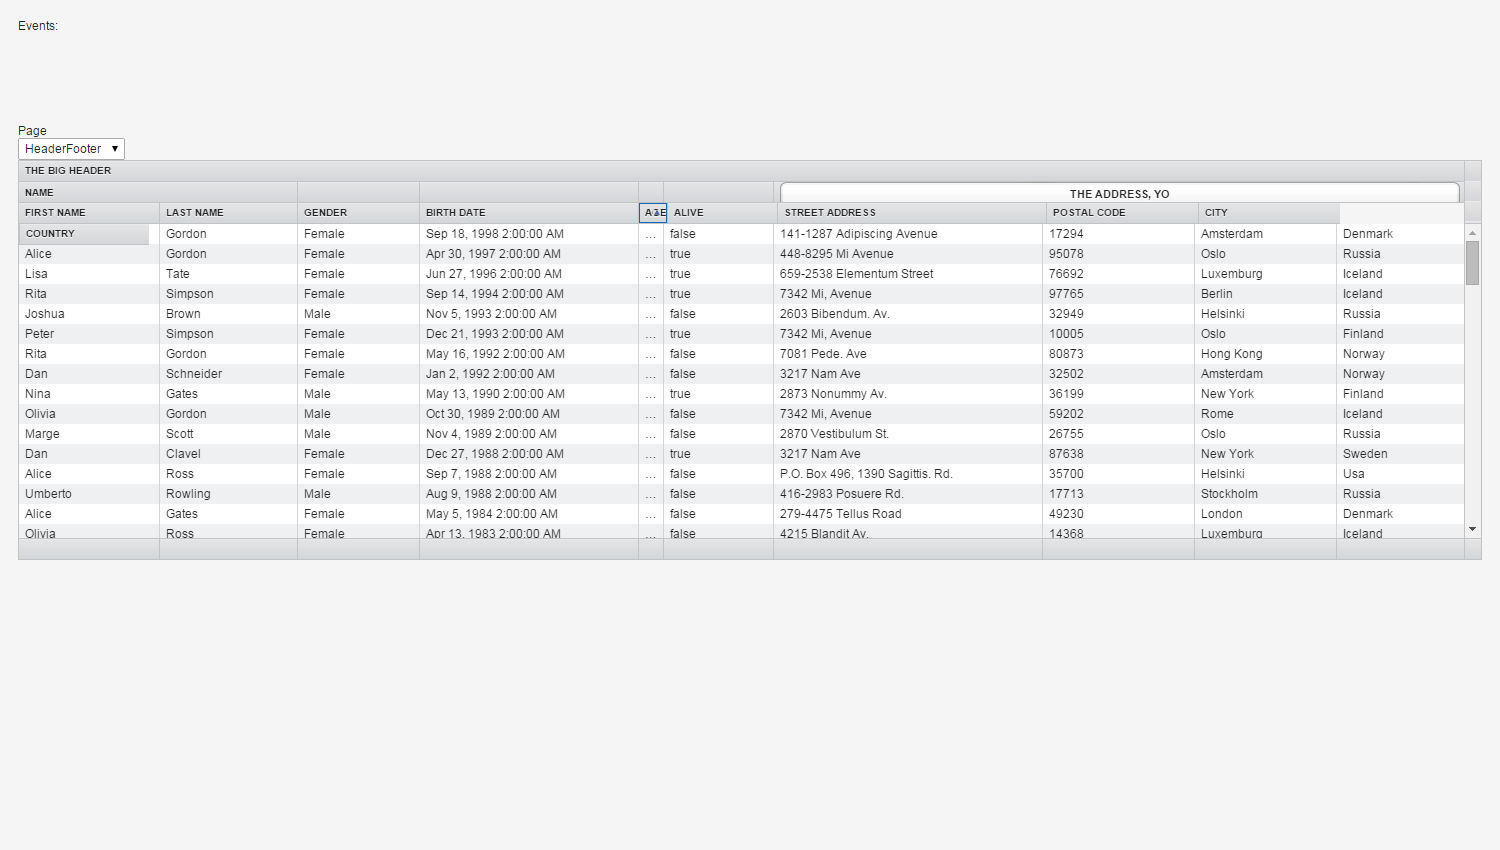 Events:
Page
HeaderFooter
THE BIG HEADER
NAME THE ADDRESS, YO
FIRST NAME LAST NAME GENDER BIRTH DATE ALIVE STREET ADDRESS POSTAL CODE CITY
COUNTRY Gordon Female Sep 18, 1998 2:00:00 AM ... false 141-1287 Adipiscing Avenue 17294 Amsterdam Denmark
Alice Gordon Female Apr 30, 1997 2:00:00 AM ... true 448-8295 Mi Avenue 95078 Oslo Russia
Lisa Tate Female Jun 27, 1996 2:00:00 AM ... true 659-2538 Elementum Street 76692 Luxemburg Iceland
Rita Simpson Female Sep 14, 1994 2:00:00 AM ... true 7342 Mi, Avenue 97765 Berlin Iceland
Joshua Brown Male Nov 5, 1993 2:00:00 AM ... false 2603 Bibendum. Av. 32949 Helsinki Russia
Peter Simpson Female Dec 21, 1993 2:00:00 AM ... true 7342 Mi, Avenue 10005 Oslo Finland
Rita Gordon Female May 16, 1992 2:00:00 AM ... false 7081 Pede. Ave 80873 Hong Kong Norway
Dan Schneider Female Jan 2, 1992 2:00:00 AM ... false 3217 Nam Ave 32502 Amsterdam Norway
Nina Gates Male May 13, 1990 2:00:00 AM ... true 2873 Nonummy Av. 36199 New York Finland
Olivia Gordon Male Oct 30, 1989 2:00:00 AM ... false 7342 Mi, Avenue 59202 Rome Iceland
Marge Scott Male Nov 4, 1989 2:00:00 AM ... false 2870 Vestibulum St. 26755 Oslo Russia
Dan Clavel Female Dec 27, 1988 2:00:00 AM ... true 3217 Nam Ave 87638 New York Sweden
Alice Ross Female Sep 7, 1988 2:00:00 AM ... false P.O. Box 496, 1390 Sagittis. Rd. 35700 Helsinki Usa
Umberto Rowling Male Aug 9, 1988 2:00:00 AM ... false 416-2983 Posuere Rd. 17713 Stockholm Russia
Alice Gates Female May 5, 1984 2:00:00 AM ... false 279-4475 Tellus Road 49230 London Denmark
Olivia Ross Female Apr 13, 1983 2:00:00 AM ... false 4215 Blandit Av. 14368 Luxemburg Iceland